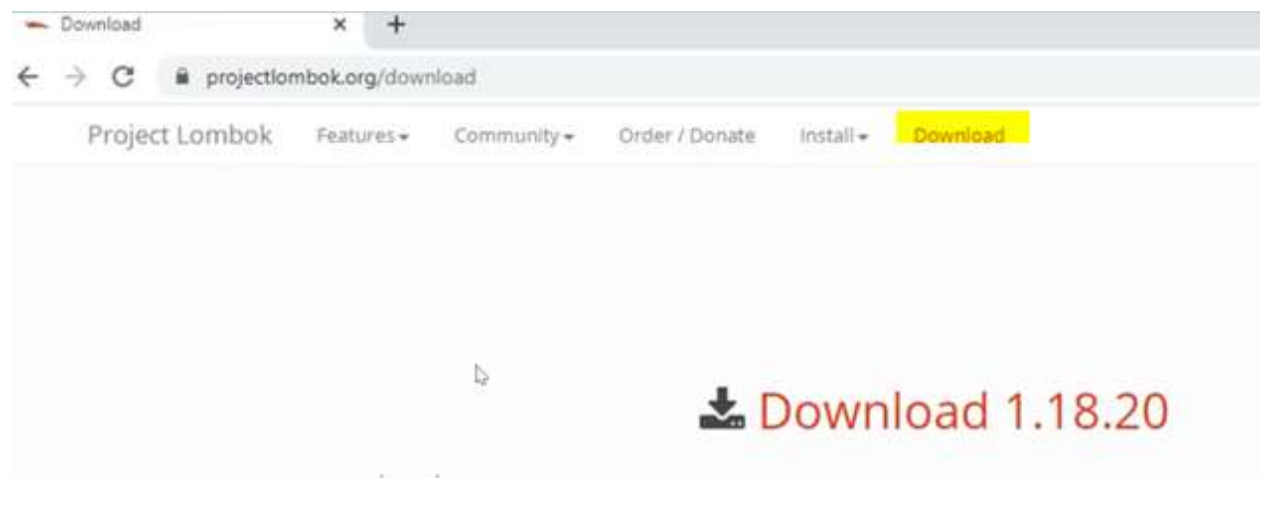 Download
projectlombok.org/download
Project Lombok Features Community Order / Donate Install Download
Download 1.18.20